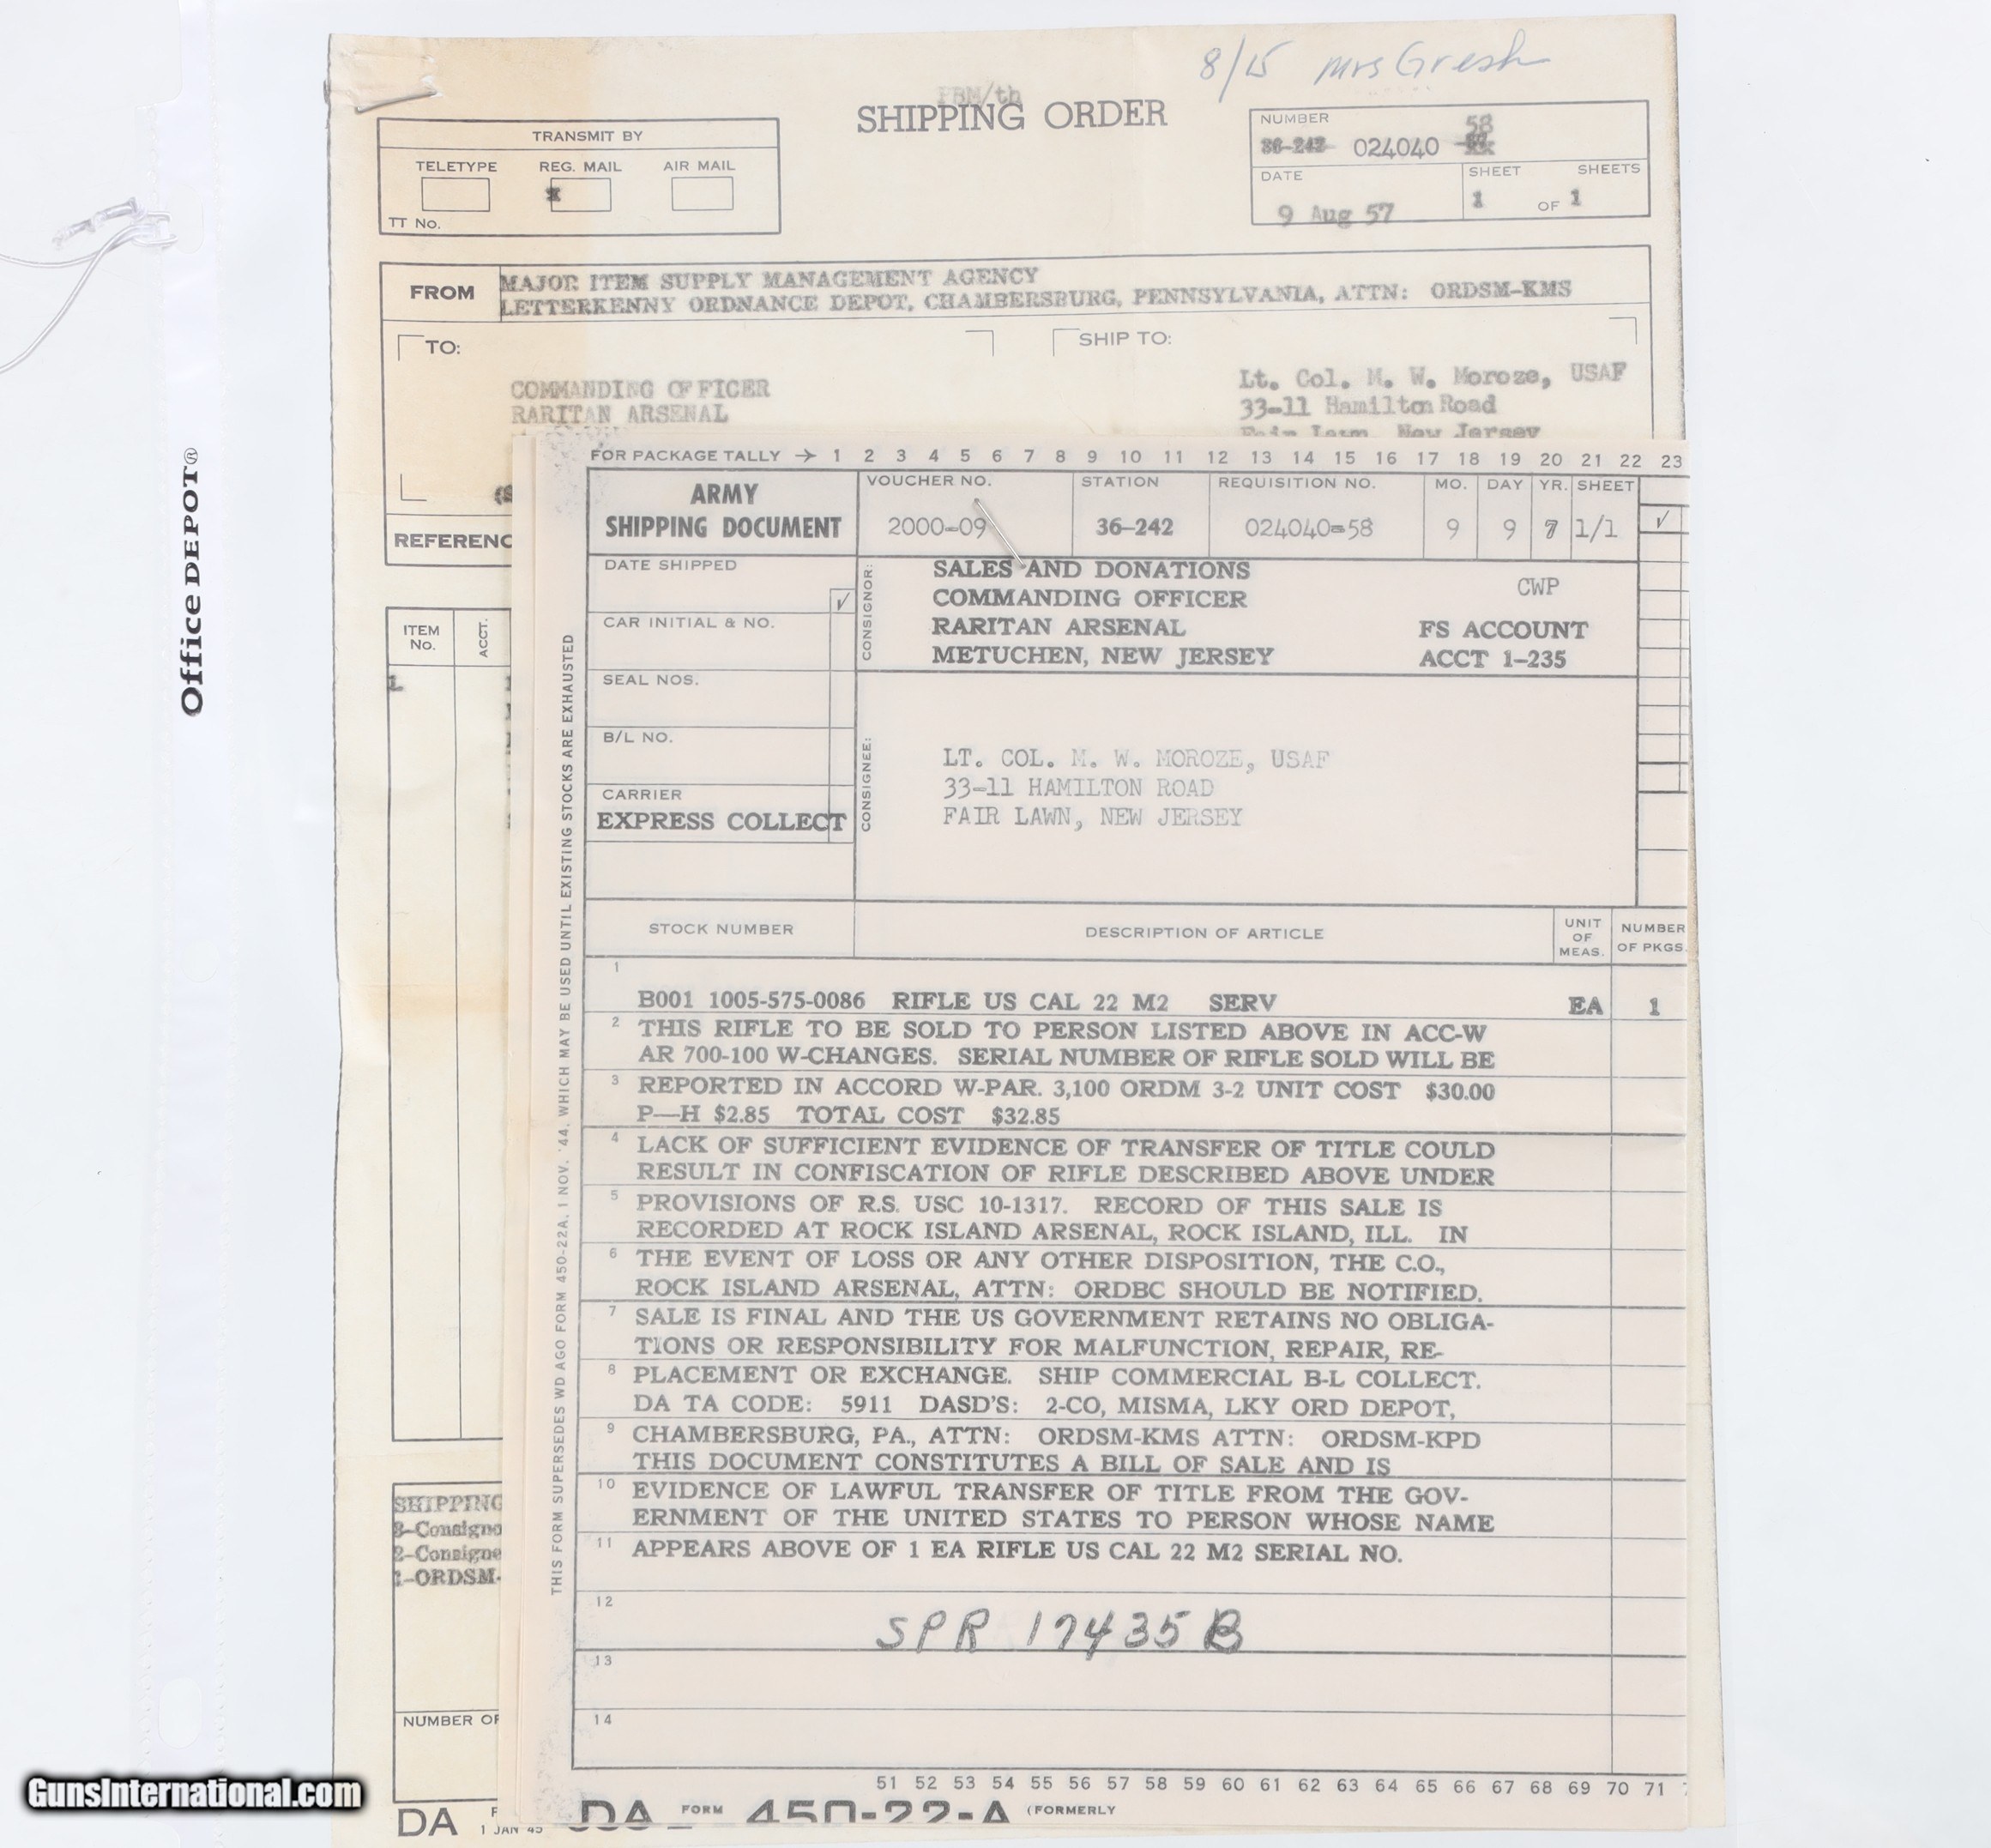 8/15 Mrs Gresh
FBM/th
SHIPPING ORDER
TRANSMIT BY
TELETYPE REG. MAIL AIR MAIL
x
TT No.
NUMBER
58
36-242 024040
DATE SHEET SHEETS
9 Aug 57 1 OF 1
FROM
MAJOR ITEM SUPPLY MANAGEMENT AGENCY
LETTERKENNY ORDNANCE DEPOT, CHAMBERSBURG, PENNSYLVANIA, ATTN: ORDSM-KMS
TO: SHIP TO:
COMMANDING OFFICER
RARITAN ARSENAL
Lt. Col. M. W. Moroze, USAF
33-11 Hamilton Road
Fair Lawn, New Jersey
REFERENC
ITEM No. ACCT.
1
SHIPPING
2-Consigne
1-ORDSM-
NUMBER OF
DA
1 JAN 45
Office DEPOT®
FOR PACKAGE TALLY → 1 2 3 4 5 6 7 8 9 10 11 12 13 14 15 16 17 18 19 20 21 22 23
ARMY
SHIPPING DOCUMENT
VOUCHER NO. STATION REQUISITION NO. MO. DAY YR. SHEET
2000-09 36-242 024040-58 9 9 7 1/1 ✓
DATE SHIPPED
✓
CAR INITIAL & NO.
SEAL NOS.
B/L NO.
CARRIER
EXPRESS COLLECT
CONSIGNOR:
SALES AND DONATIONS
COMMANDING OFFICER
RARITAN ARSENAL
METUCHEN, NEW JERSEY
CWP
FS ACCOUNT
ACCT 1-235
CONSIGNEE:
LT. COL. M. W. MOROZE, USAF
33-11 HAMILTON ROAD
FAIR LAWN, NEW JERSEY
STOCK NUMBER DESCRIPTION OF ARTICLE UNIT OF MEAS. NUMBER OF PKGS.
1
B001 1005-575-0086 RIFLE US CAL 22 M2 SERV EA 1
2 THIS RIFLE TO BE SOLD TO PERSON LISTED ABOVE IN ACC-W
AR 700-100 W-CHANGES. SERIAL NUMBER OF RIFLE SOLD WILL BE
3 REPORTED IN ACCORD W-PAR. 3,100 ORDM 3-2 UNIT COST $30.00
P—H $2.85 TOTAL COST $32.85
4 LACK OF SUFFICIENT EVIDENCE OF TRANSFER OF TITLE COULD
RESULT IN CONFISCATION OF RIFLE DESCRIBED ABOVE UNDER
5 PROVISIONS OF R.S. USC 10-1317. RECORD OF THIS SALE IS
RECORDED AT ROCK ISLAND ARSENAL, ROCK ISLAND, ILL. IN
6 THE EVENT OF LOSS OR ANY OTHER DISPOSITION, THE C.O.,
ROCK ISLAND ARSENAL, ATTN: ORDBC SHOULD BE NOTIFIED.
7 SALE IS FINAL AND THE US GOVERNMENT RETAINS NO OBLIGA-
TIONS OR RESPONSIBILITY FOR MALFUNCTION, REPAIR, RE-
8 PLACEMENT OR EXCHANGE. SHIP COMMERCIAL B-L COLLECT.
DA TA CODE: 5911 DASD'S: 2-CO, MISMA, LKY ORD DEPOT,
9 CHAMBERSBURG, PA., ATTN: ORDSM-KMS ATTN: ORDSM-KPD
THIS DOCUMENT CONSTITUTES A BILL OF SALE AND IS
10 EVIDENCE OF LAWFUL TRANSFER OF TITLE FROM THE GOV-
ERNMENT OF THE UNITED STATES TO PERSON WHOSE NAME
11 APPEARS ABOVE OF 1 EA RIFLE US CAL 22 M2 SERIAL NO.
12
SPR 17435 B
13
14
51 52 53 54 55 56 57 58 59 60 61 62 63 64 65 66 67 68 69 70 71
DA FORM 450-22-A (FORMERLY
THIS FORM SUPERSEDES WD AGO FORM 450-22A, 1 NOV. '44, WHICH MAY BE USED UNTIL EXISTING STOCKS ARE EXHAUSTED
GunsInternational.com